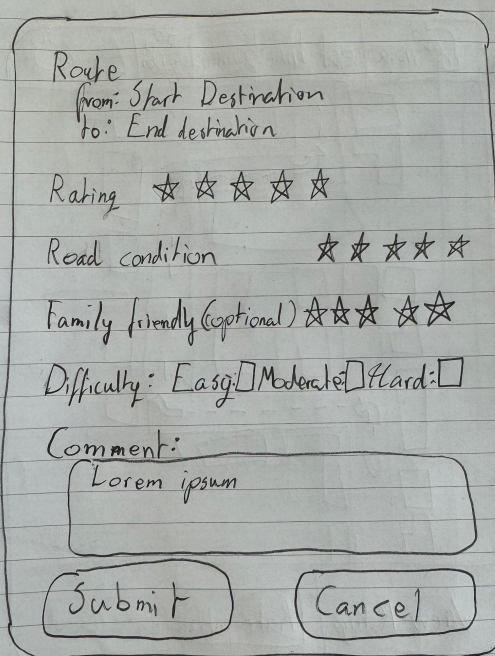 Route
from: Start Destination
to: End destination
Rating
Road condition
Family friendly (optional)
Difficulty: Easy: Moderate: Hard:
Comment:
Lorem ipsum
Submit Cancel